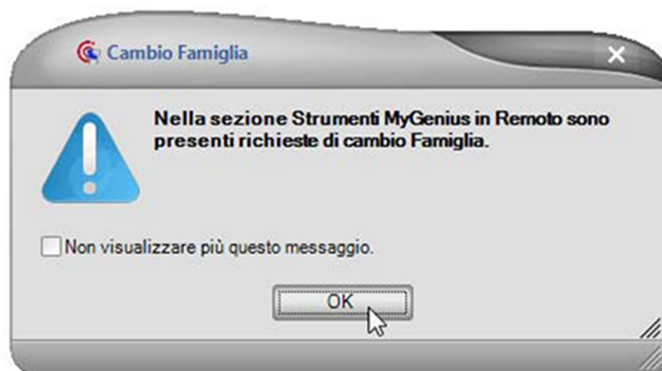 Cambio Famiglia
Nella sezione Strumenti MyGenius in Remoto sono
presenti richieste di cambio Famiglia.
Non visualizzare più questo messaggio.
OK